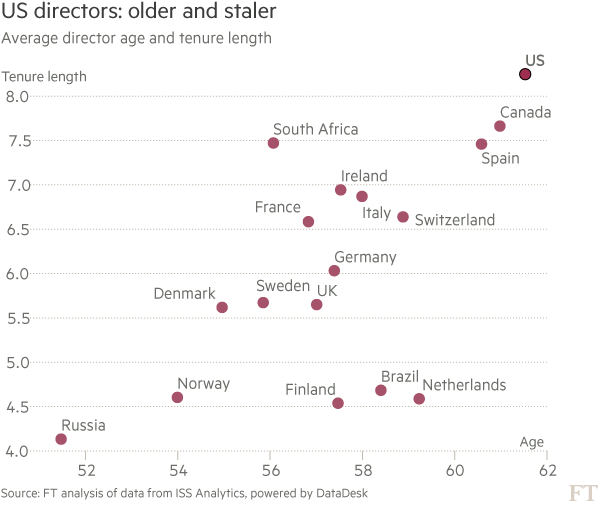 US directors: older and staler
Average director age and tenure length
US
Tenure length
8.0
Canada
7.5
South Africa
Spain
7.0
Ireland
France
Italy
Switzerland
6.5
Germany
6.0
Denmark
Sweden
UK
5.5
5.0
Norway
Finland
Brazil
Netherlands
4.5
Russia
Age
4.0
52 54 56 58 60 62
Source: FT analysis of data from ISS Analytics, powered by DataDesk
FT